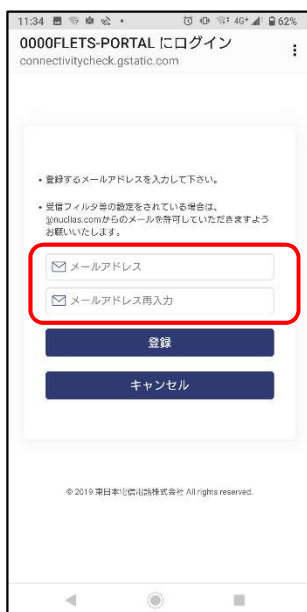 11:34 4G+ 62%
0000FLETS-PORTAL にログイン
connectivitycheck.gstatic.com
• 登録するメールアドレスを入力して下さい。
• 受信フィルタ等の設定をされている場合は、
@nuclias.comからのメールを許可していただきますよう
お願いいたします。
メールアドレス
メールアドレス再入力
登録
キャンセル
© 2019 東日本電信電話株式会社 All rights reserved.